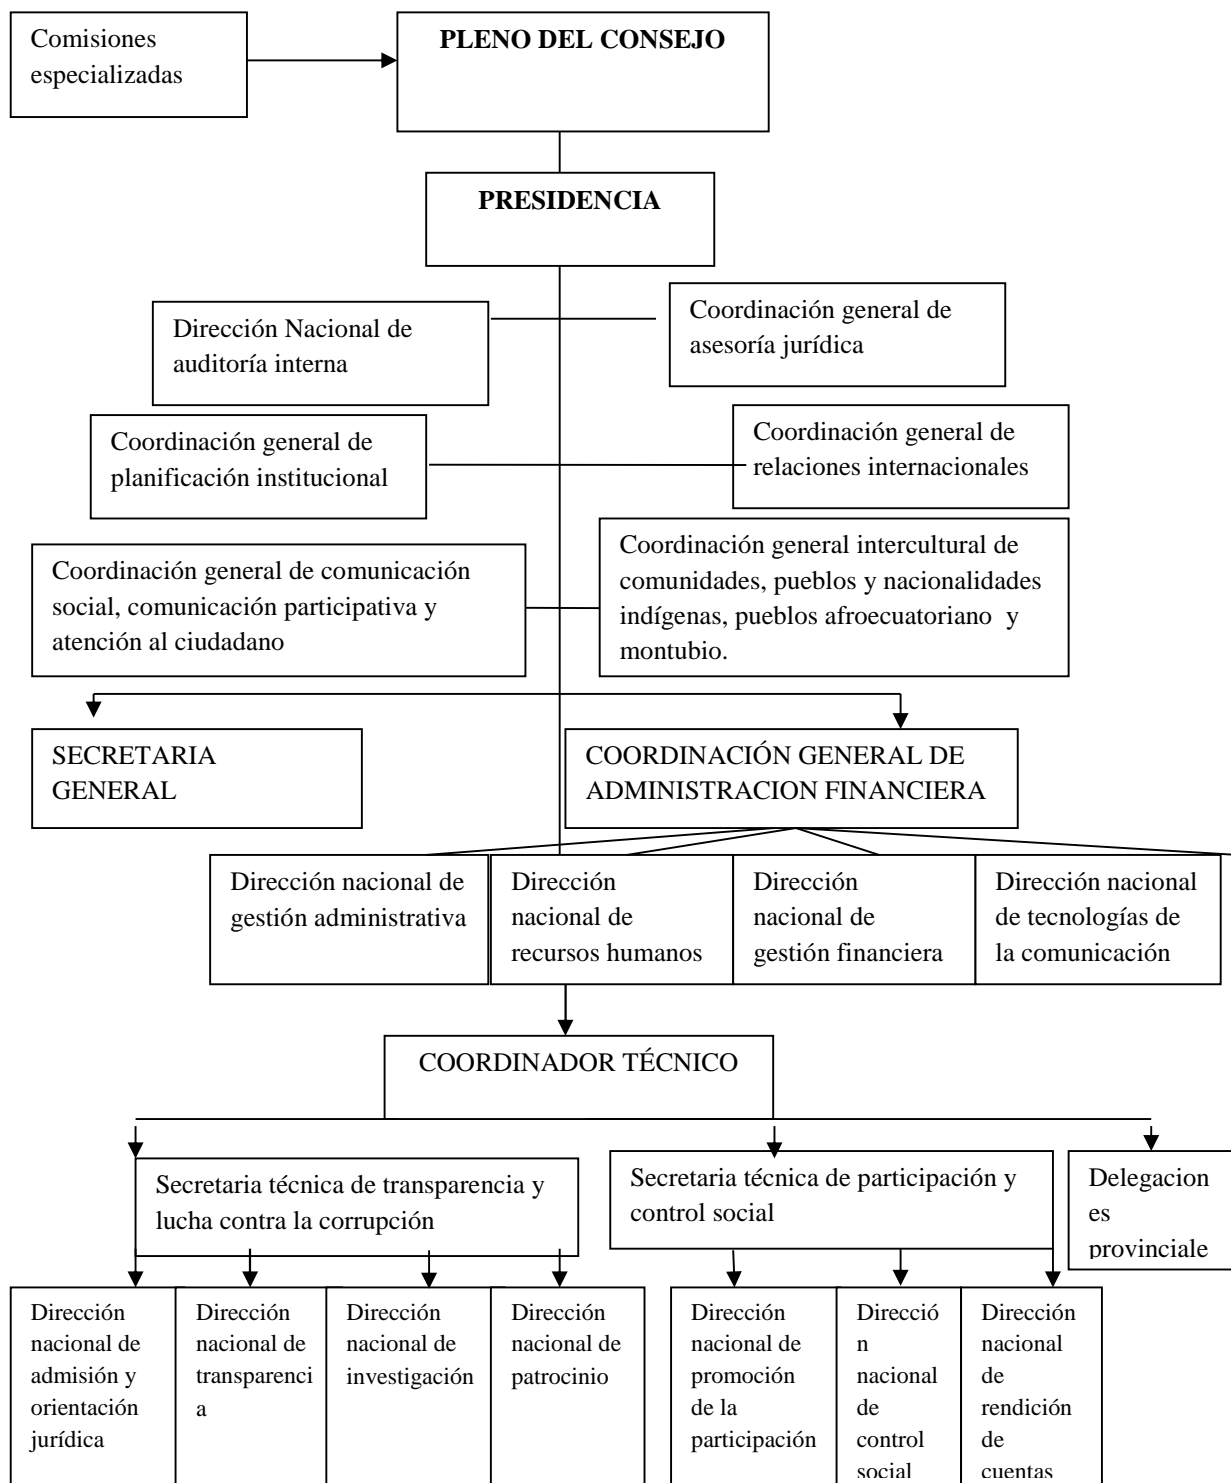 Comisiones
especializadas
PLENO DEL CONSEJO
PRESIDENCIA
Dirección Nacional de
auditoría interna
Coordinación general de
asesoría jurídica
Coordinación general de
planificación institucional
Coordinación general de
relaciones internacionales
Coordinación general de comunicación
social, comunicación participativa y
atención al ciudadano
Coordinación general intercultural de
comunidades, pueblos y nacionalidades
indígenas, pueblos afroecuatoriano y
montubio.
SECRETARIA
GENERAL
COORDINACIÓN GENERAL DE
ADMINISTRACION FINANCIERA
Dirección nacional de
gestión administrativa
Dirección
nacional de
recursos humanos
Dirección
nacional de
gestión financiera
Dirección nacional
de tecnologías de
la comunicación
COORDINADOR TÉCNICO
Secretaria técnica de transparencia y
lucha contra la corrupción
Secretaria técnica de participación y
control social
Delegacion
es
provinciale
Dirección
nacional de
admisión y
orientación
jurídica
Dirección
nacional de
transparenci
a
Dirección
nacional de
investigación
Dirección
nacional de
patrocinio
Dirección
nacional de
promoción
de la
participación
Direcció
n
nacional
de
control
social
Dirección
nacional
de
rendición
de
cuentas